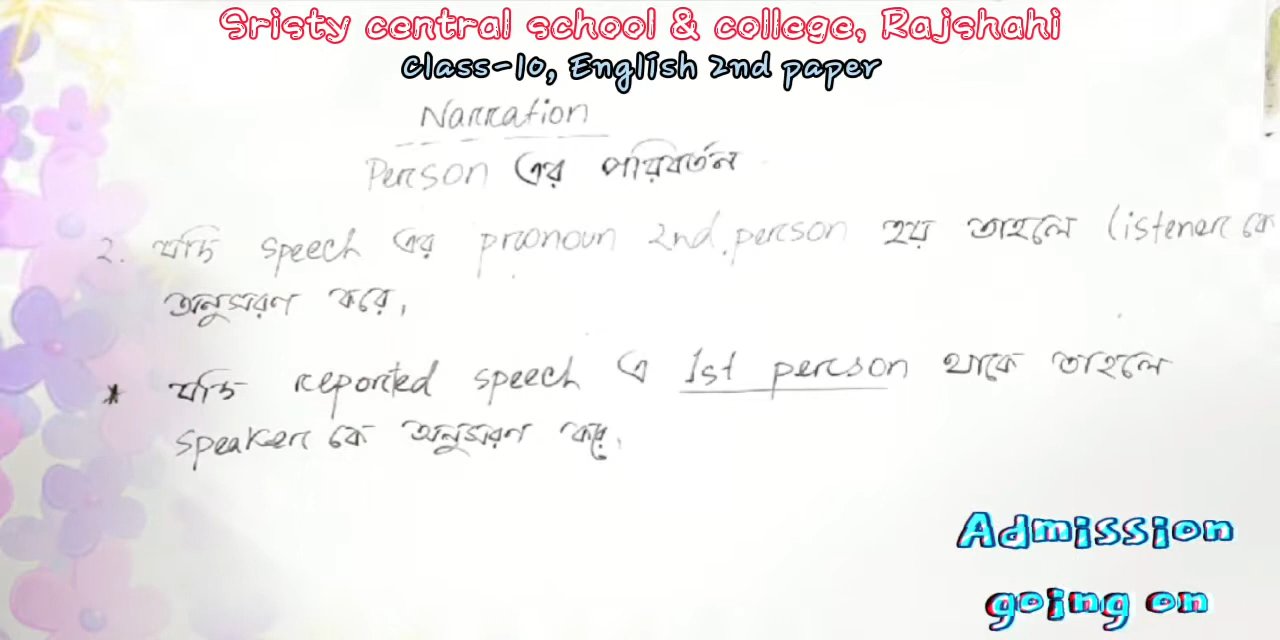 Sristy central school & college, Rajshahi
Class-10, English 2nd paper
Narration
Person এর পরিবর্তন
2. যদি speech এর pronoun 2nd person হয় তাহলে listener কে
অনুসরণ করে।
* যদি reported speech এ 1st person থাকে তাহলে
speaker কে অনুসরণ করে।
Admission
going on